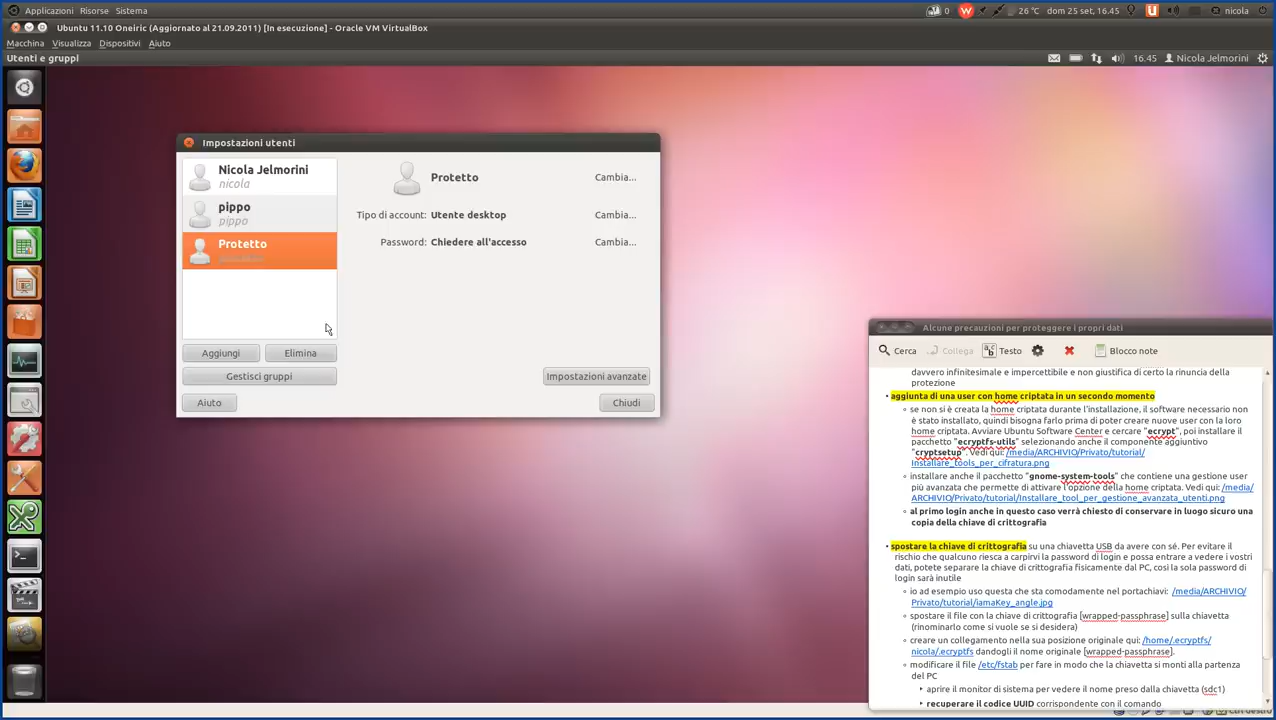 Applicazioni Risorse Sistema
0 26 °C dom 25 set, 16.45 nicola
Ubuntu 11.10 Oneiric (Aggiornato al 21.09.2011) [In esecuzione] - Oracle VM VirtualBox
Macchina Visualizza Dispositivi Aiuto
Utenti e gruppi
16.45 Nicola Jelmorini
Impostazioni utenti
Nicola Jelmorini
nicola
pippo
pippo
Protetto
Protetto Cambia...
Tipo di account: Utente desktop Cambia...
Password: Chiedere all'accesso Cambia...
Aggiungi Elimina
Gestisci gruppi
Impostazioni avanzate
Aiuto Chiudi
Alcune precauzioni per proteggere i propri dati
Cerca Collega Testo Blocco note
davvero infinitesimale e impercettibile e non giustifica di certo la rinuncia della
protezione
• aggiunta di una user con home criptata in un secondo momento
◦ se non si è creata la home criptata durante l'installazione, il software necessario non
è stato installato, quindi bisogna farlo prima di poter creare nuove user con la loro
home criptata. Avviare Ubuntu Software Center e cercare "ecrypt", poi installare il
pacchetto "ecryptfs-utils" selezionando anche il componente aggiuntivo
"cryptsetup". Vedi qui: /media/ARCHIVIO/Privato/tutorial/
Installare_tools_per_cifratura.png
◦ installare anche il pacchetto "gnome-system-tools" che contiene una gestione user
più avanzata che permette di attivare l'opzione della home criptata. Vedi qui: /media/
ARCHIVIO/Privato/tutorial/Installare_tool_per_gestione_avanzata_utenti.png
◦ al primo login anche in questo caso verrà chiesto di conservare in luogo sicuro una
copia della chiave di crittografia
• spostare la chiave di crittografia su una chiavetta USB da avere con sé. Per evitare il
rischio che qualcuno riesca a carpirvi la password di login e possa entrare a vedere i vostri
dati, potete separare la chiave di crittografia fisicamente dal PC, così la sola password di
login sarà inutile
◦ io ad esempio uso questa che sta comodamente nel portachiavi: /media/ARCHIVIO/
Privato/tutorial/iamaKey_angle.jpg
◦ spostare il file con la chiave di crittografia [wrapped-passphrase] sulla chiavetta
(rinominarlo come si vuole se si desidera)
◦ creare un collegamento nella sua posizione originale qui: /home/.ecryptfs/
nicola/.ecryptfs dandogli il nome originale [wrapped-passphrase].
◦ modificare il file /etc/fstab per fare in modo che la chiavetta si monti alla partenza
del PC
‣ aprire il monitor di sistema per vedere il nome preso dalla chiavetta (sdc1)
‣ recuperare il codice UUID corrispondente con il comando
Ctrl destro